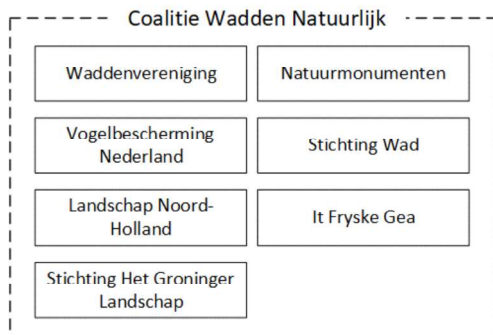 Coalitie Wadden Natuurlijk
Waddenvereniging
Natuurmonumenten
Vogelbescherming
Nederland
Stichting Wad
Landschap Noord-
Holland
It Fryske Gea
Stichting Het Groninger
Landschap